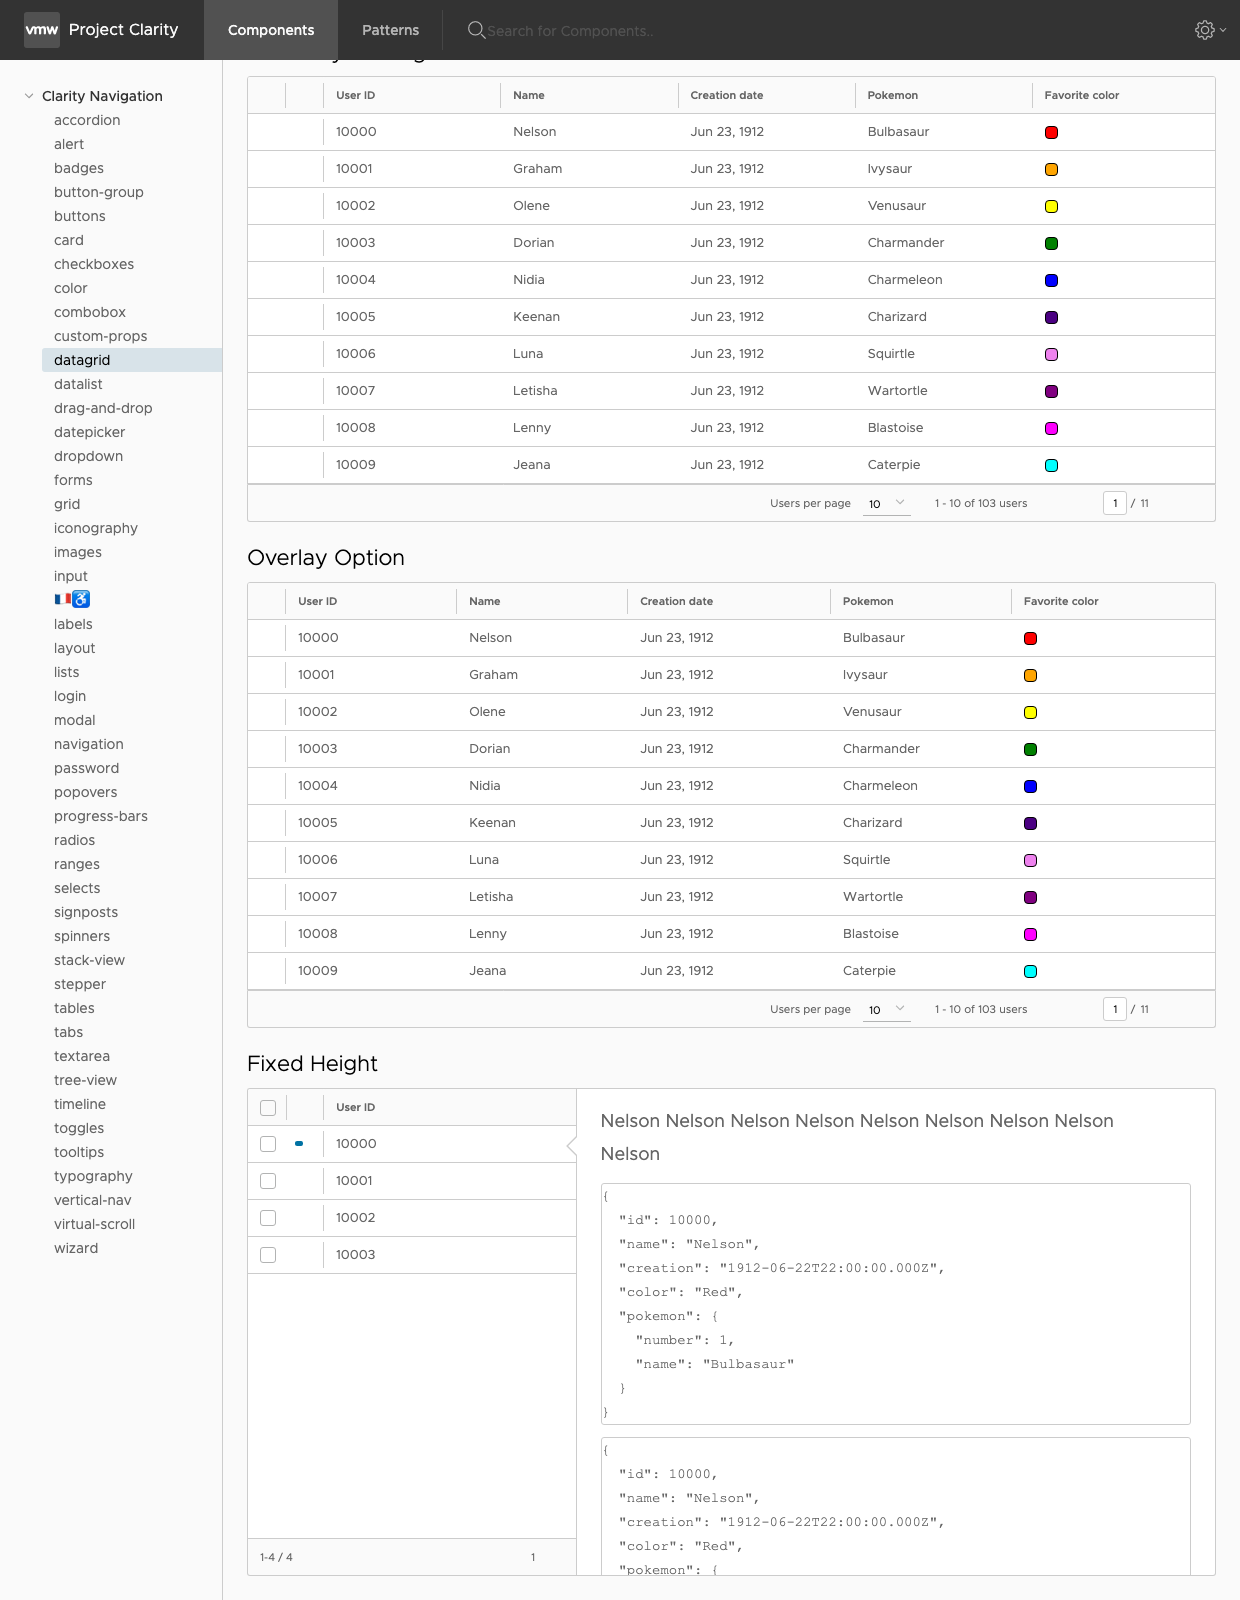 vmw Project Clarity Components Patterns Search for Components..
Clarity Navigation
accordion
alert
badges
button-group
buttons
card
checkboxes
color
combobox
custom-props
datagrid
datalist
drag-and-drop
datepicker
dropdown
forms
grid
iconography
images
input
🇫🇷♿
labels
layout
lists
login
modal
navigation
password
popovers
progress-bars
radios
ranges
selects
signposts
spinners
stack-view
stepper
tables
tabs
textarea
tree-view
timeline
toggles
tooltips
typography
vertical-nav
virtual-scroll
wizard
User ID Name Creation date Pokemon Favorite color
10000 Nelson Jun 23, 1912 Bulbasaur
10001 Graham Jun 23, 1912 Ivysaur
10002 Olene Jun 23, 1912 Venusaur
10003 Dorian Jun 23, 1912 Charmander
10004 Nidia Jun 23, 1912 Charmeleon
10005 Keenan Jun 23, 1912 Charizard
10006 Luna Jun 23, 1912 Squirtle
10007 Letisha Jun 23, 1912 Wartortle
10008 Lenny Jun 23, 1912 Blastoise
10009 Jeana Jun 23, 1912 Caterpie
Users per page 10 1 - 10 of 103 users 1 / 11
Overlay Option
User ID Name Creation date Pokemon Favorite color
10000 Nelson Jun 23, 1912 Bulbasaur
10001 Graham Jun 23, 1912 Ivysaur
10002 Olene Jun 23, 1912 Venusaur
10003 Dorian Jun 23, 1912 Charmander
10004 Nidia Jun 23, 1912 Charmeleon
10005 Keenan Jun 23, 1912 Charizard
10006 Luna Jun 23, 1912 Squirtle
10007 Letisha Jun 23, 1912 Wartortle
10008 Lenny Jun 23, 1912 Blastoise
10009 Jeana Jun 23, 1912 Caterpie
Users per page 10 1 - 10 of 103 users 1 / 11
Fixed Height
User ID
10000
10001
10002
10003
1-4 / 4 1
Nelson Nelson Nelson Nelson Nelson Nelson Nelson Nelson
Nelson
{
  "id": 10000,
  "name": "Nelson",
  "creation": "1912-06-22T22:00:00.000Z",
  "color": "Red",
  "pokemon": {
    "number": 1,
    "name": "Bulbasaur"
  }
}
{
  "id": 10000,
  "name": "Nelson",
  "creation": "1912-06-22T22:00:00.000Z",
  "color": "Red",
  "pokemon": {